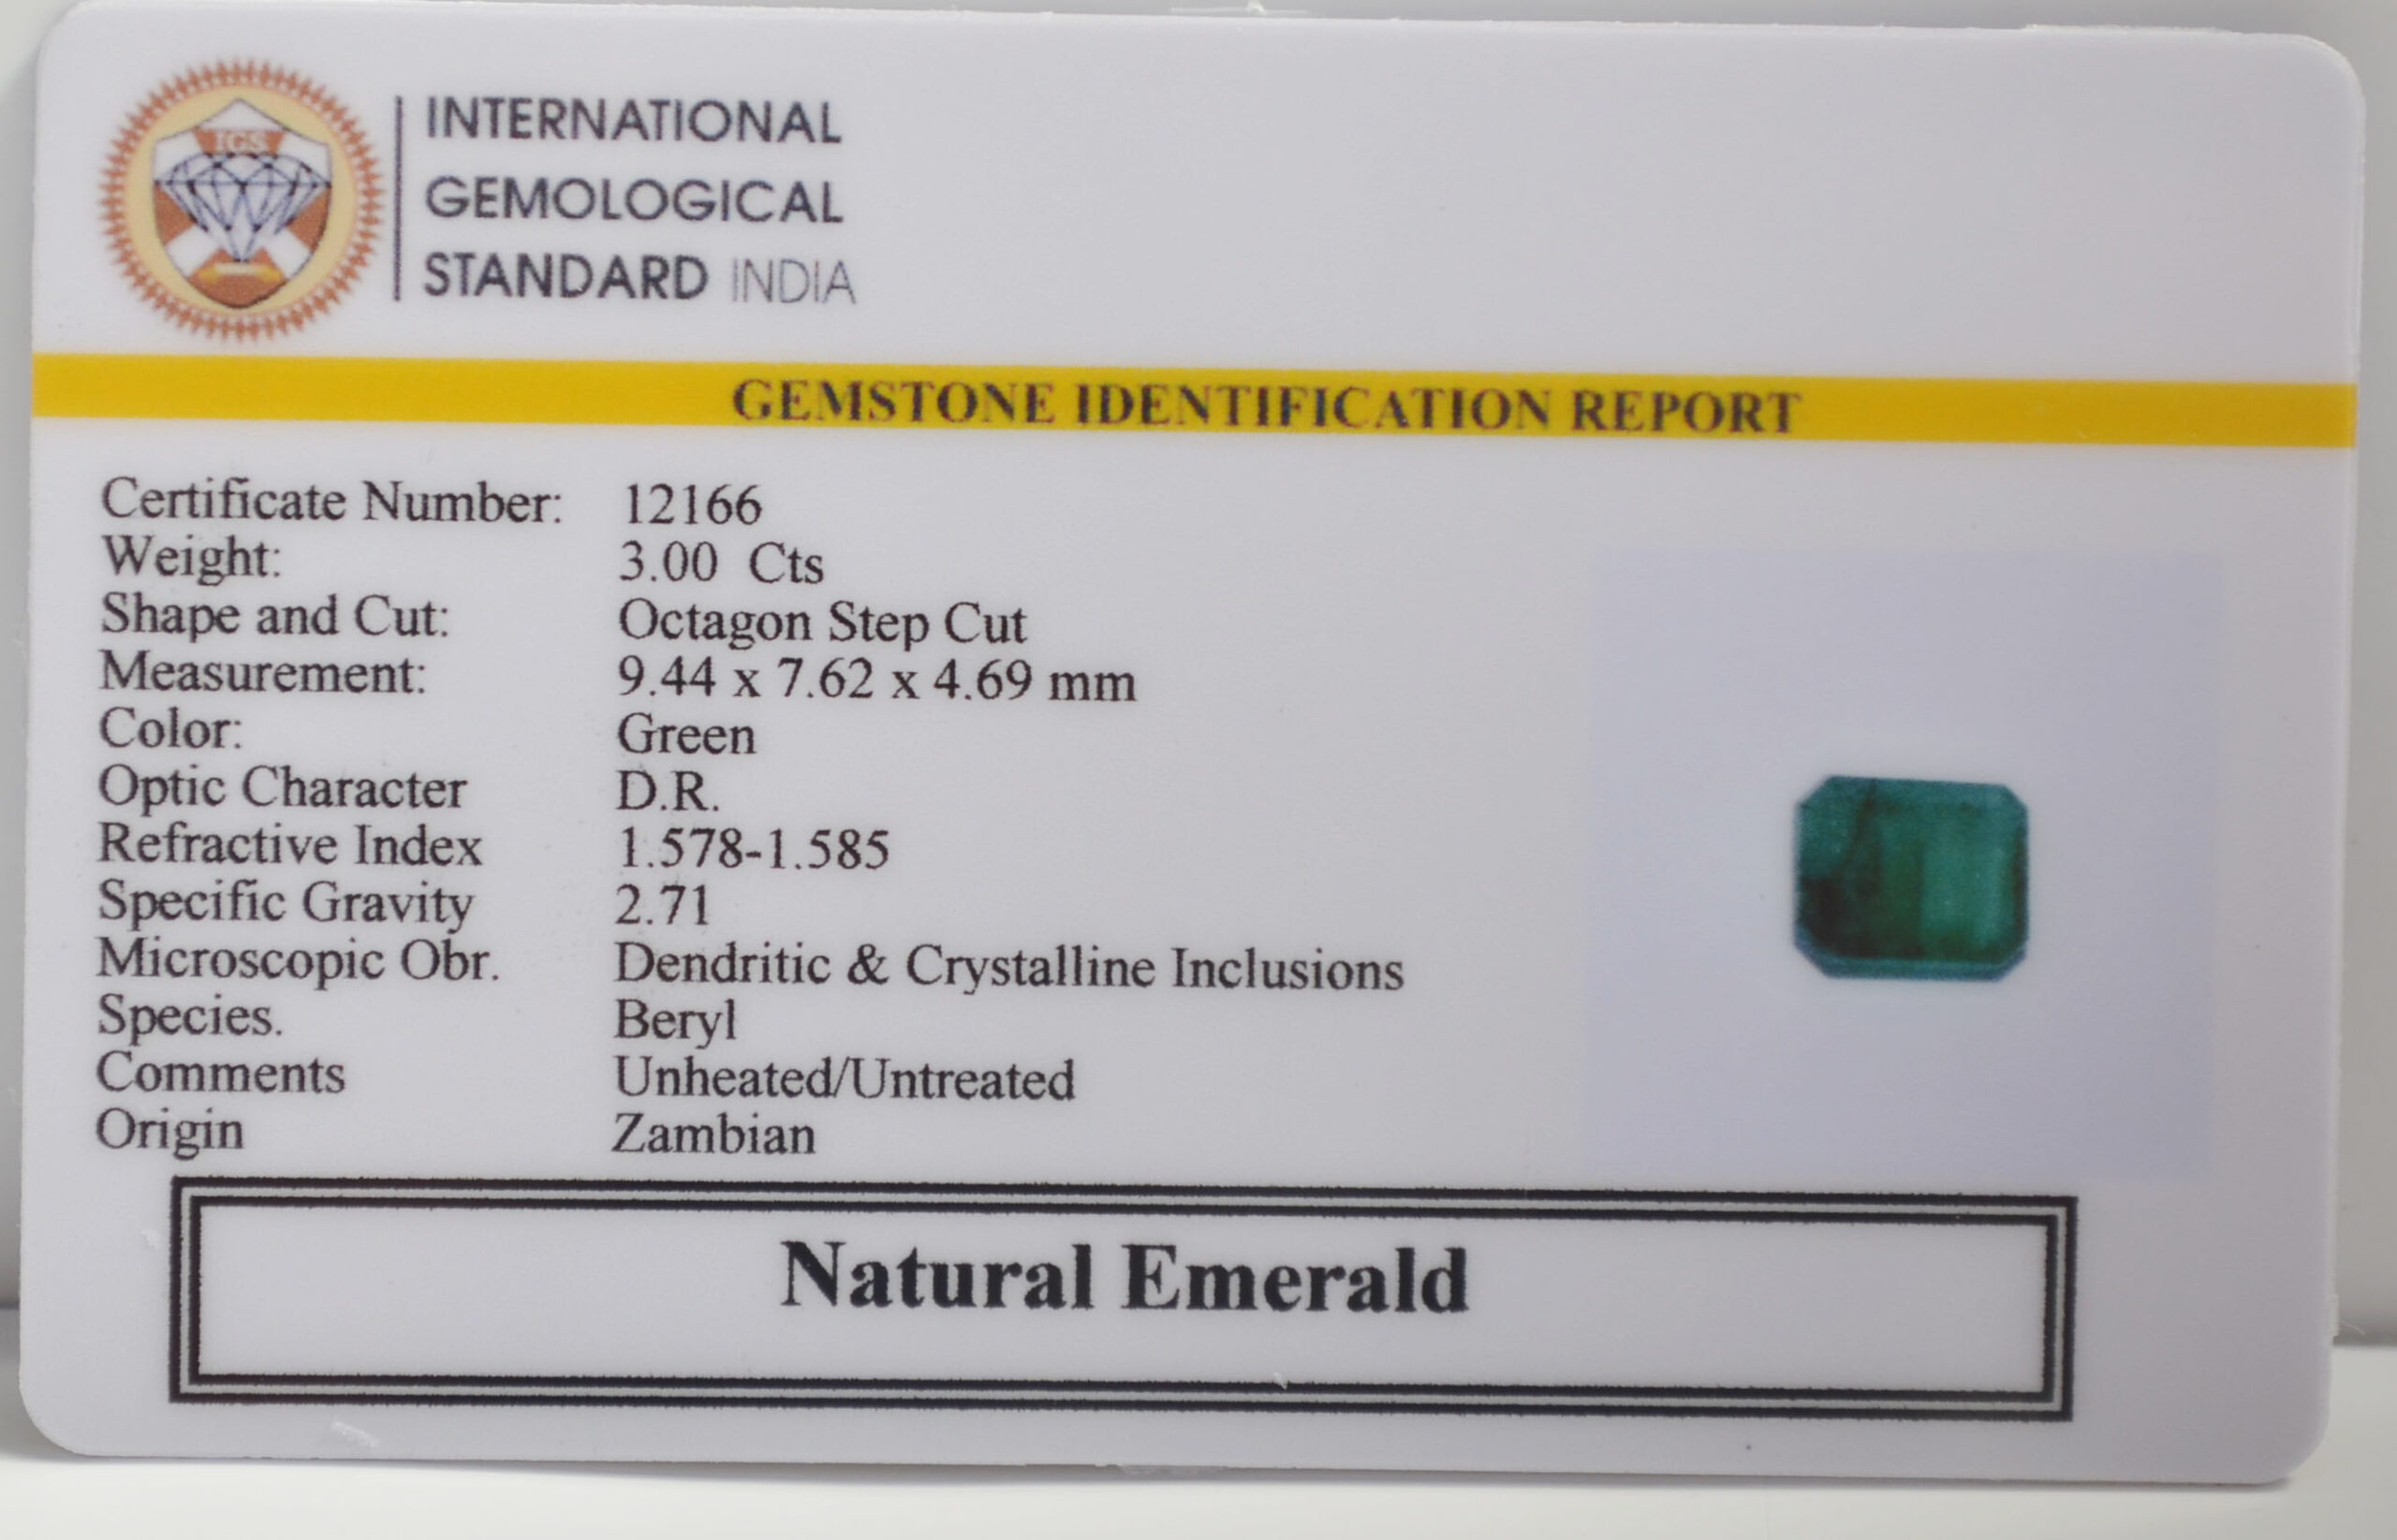 IGS
INTERNATIONAL
GEMOLOGICAL
STANDARD INDIA
GEMSTONE IDENTIFICATION REPORT
Certificate Number: 12166
Weight: 3.00 Cts
Shape and Cut: Octagon Step Cut
Measurement: 9.44 x 7.62 x 4.69 mm
Color: Green
Optic Character D.R.
Refractive Index 1.578-1.585
Specific Gravity 2.71
Microscopic Obr. Dendritic & Crystalline Inclusions
Species. Beryl
Comments Unheated/Untreated
Origin Zambian
Natural Emerald